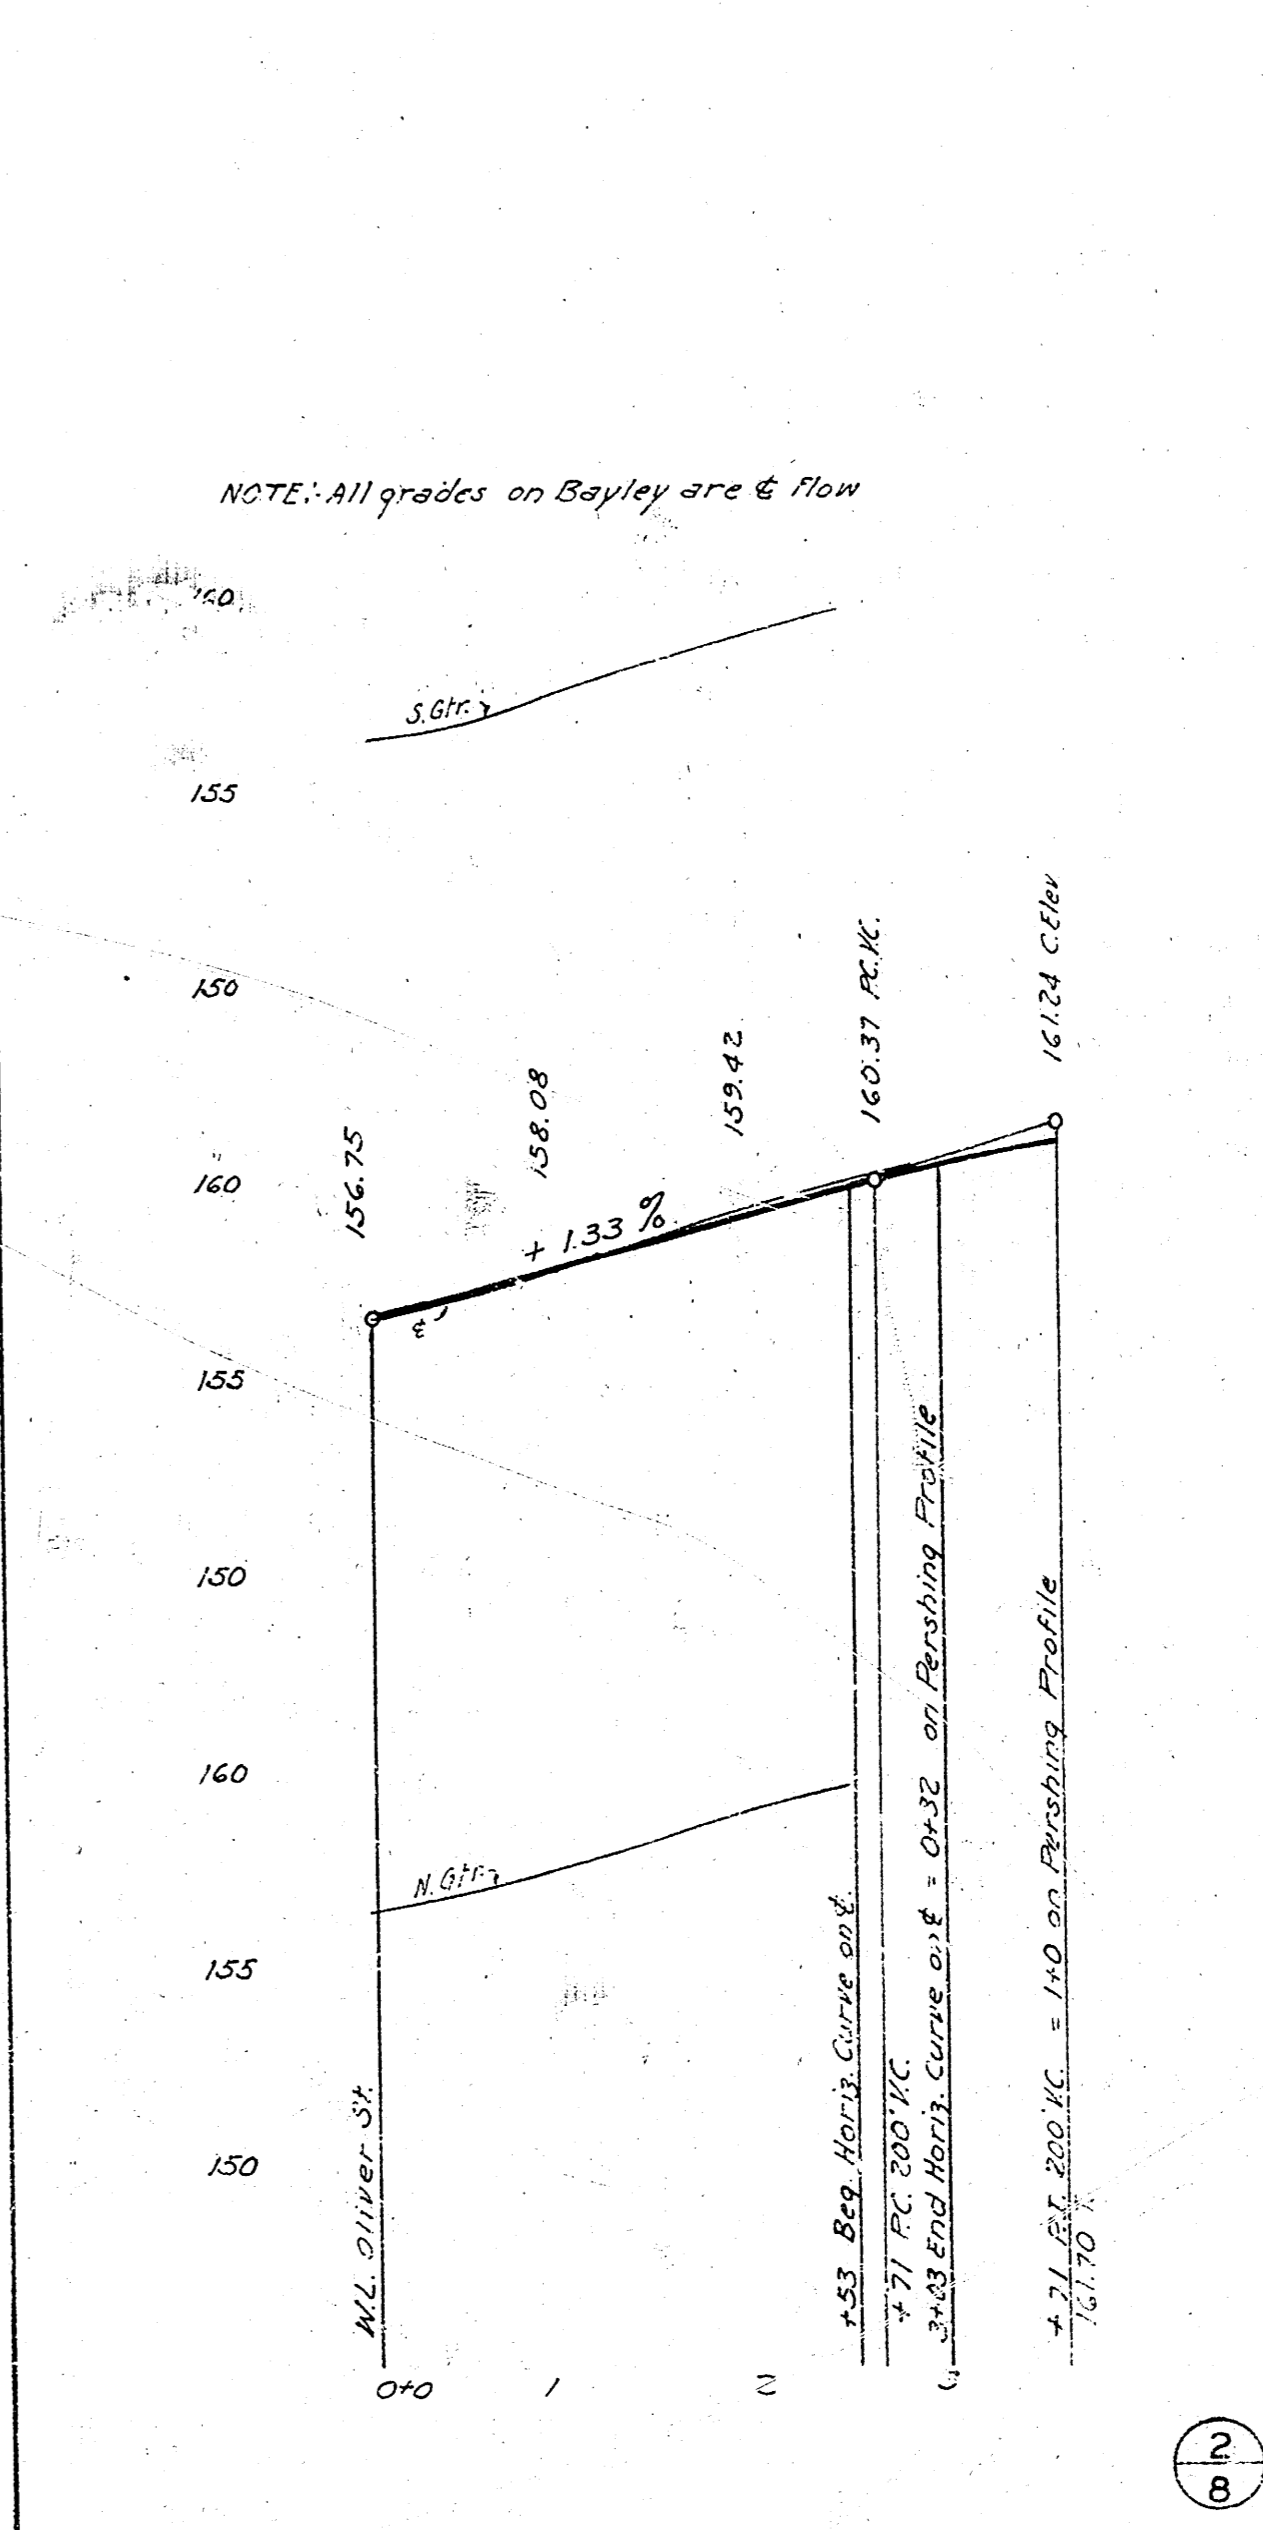 NOTE:- All grades on Bayley are ℄ Flow
160
S. Gtr.
155
150
156.75
158.08
159.42
160.37 P.C.V.C.
161.24 C. Elev
160
+ 1.33 %
℄
155
150
160
N. Gtr.
155
150
W.L. Oliver St.
+53 Beg. Horiz. Curve on ℄.
+71 P.C. 200' V.C.
3+03 End Horiz. Curve on ℄ = 0+32 on Pershing Profile
+71 P.I. 200' V.C. = 1+0 on Pershing Profile
161.70
0+0 1 2 3
2
8